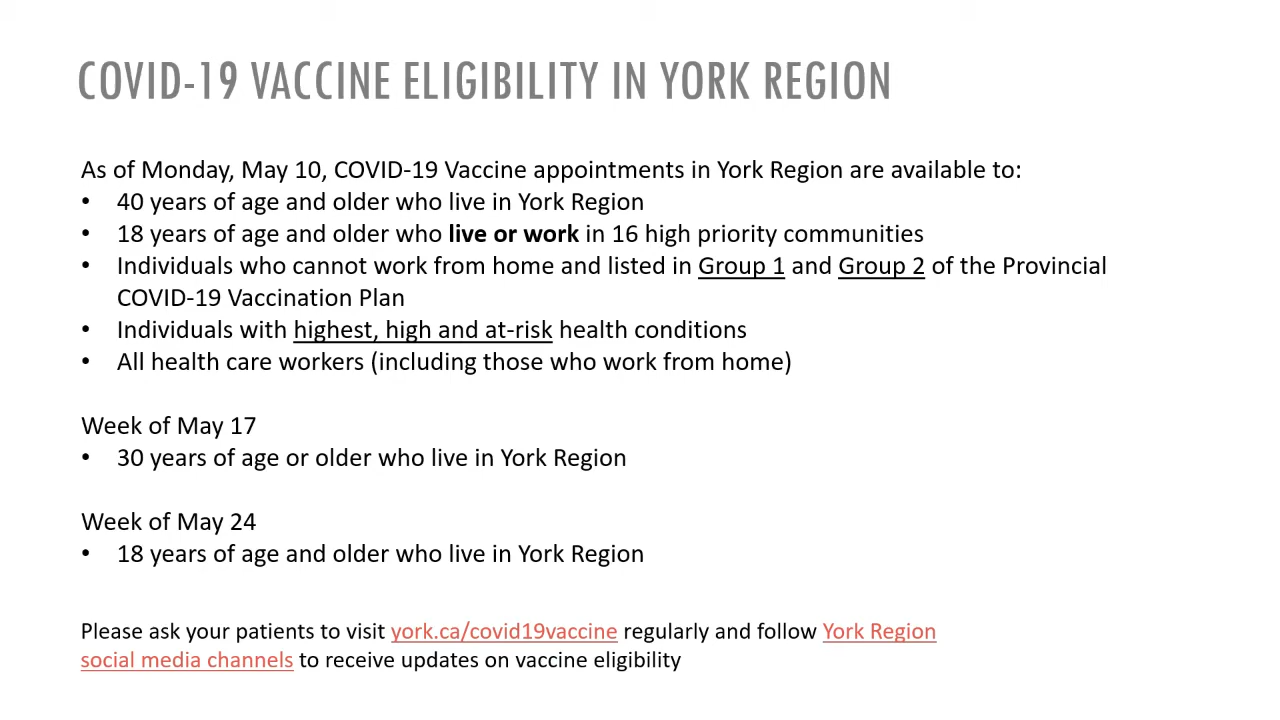 COVID-19 VACCINE ELIGIBILITY IN YORK REGION
As of Monday, May 10, COVID-19 Vaccine appointments in York Region are available to:
• 40 years of age and older who live in York Region
• 18 years of age and older who live or work in 16 high priority communities
• Individuals who cannot work from home and listed in Group 1 and Group 2 of the Provincial
COVID-19 Vaccination Plan
• Individuals with highest, high and at-risk health conditions
• All health care workers (including those who work from home)
Week of May 17
• 30 years of age or older who live in York Region
Week of May 24
• 18 years of age and older who live in York Region
Please ask your patients to visit york.ca/covid19vaccine regularly and follow York Region
social media channels to receive updates on vaccine eligibility